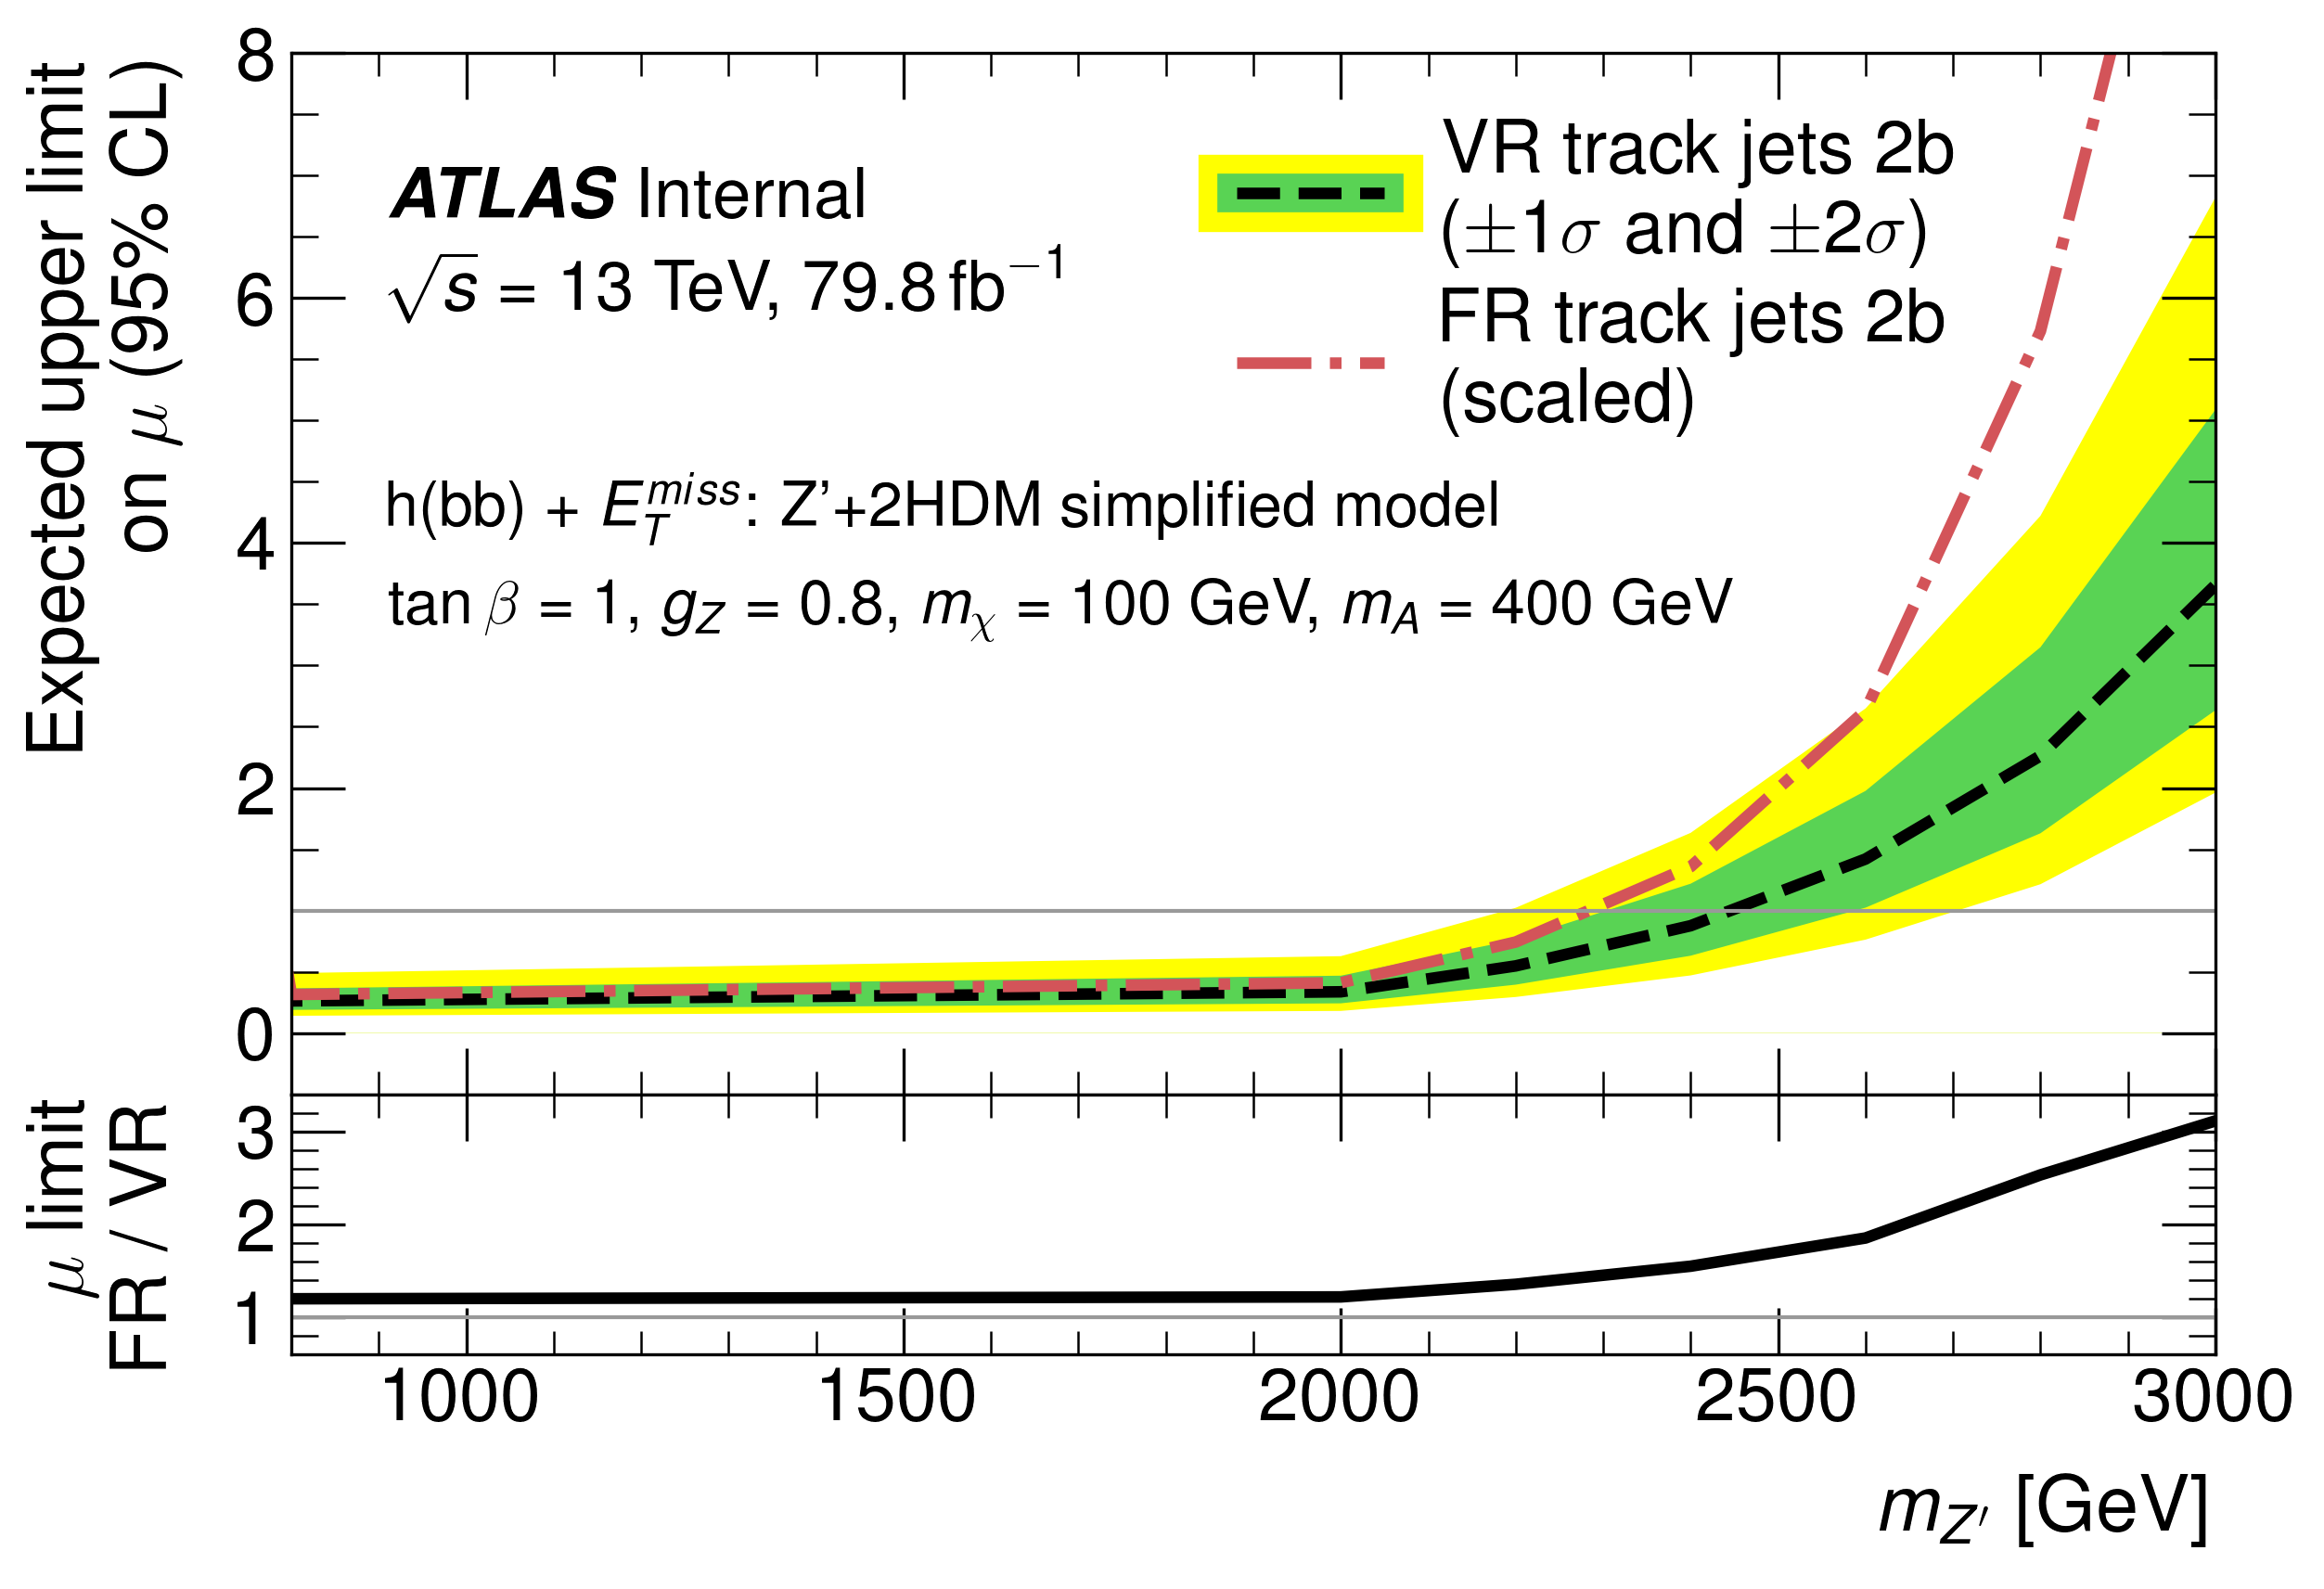 Expected upper limit
on μ (95% CL)
8
6
4
2
0
ATLAS Internal
√s = 13 TeV, 79.8 fb⁻¹
VR track jets 2b
(±1σ and ±2σ)
FR track jets 2b
(scaled)
h(bb) + E_T^miss: Z'+2HDM simplified model
tan β = 1, g_Z = 0.8, m_χ = 100 GeV, m_A = 400 GeV
μ limit
FR / VR
3
2
1
1000 1500 2000 2500 3000
m_Z′ [GeV]